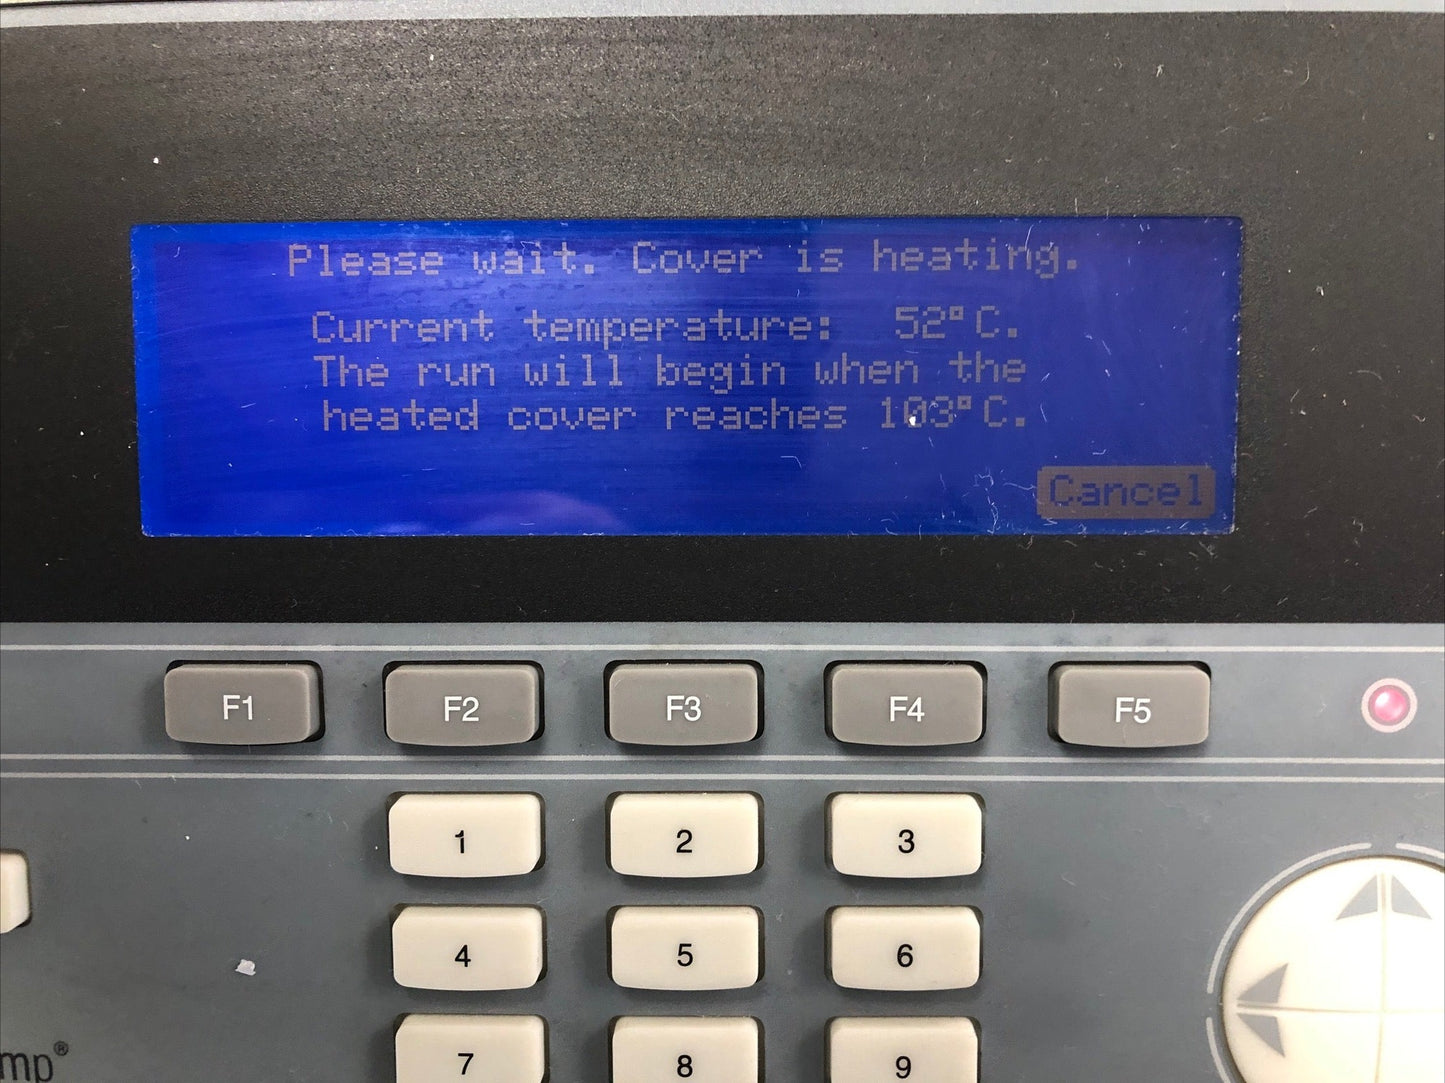 Please wait. Cover is heating.
Current temperature: 52°C.
The run will begin when the
heated cover reaches 103°C.
Cancel
F1 F2 F3 F4 F5
1 2 3
4 5 6
7 8 9
mp®